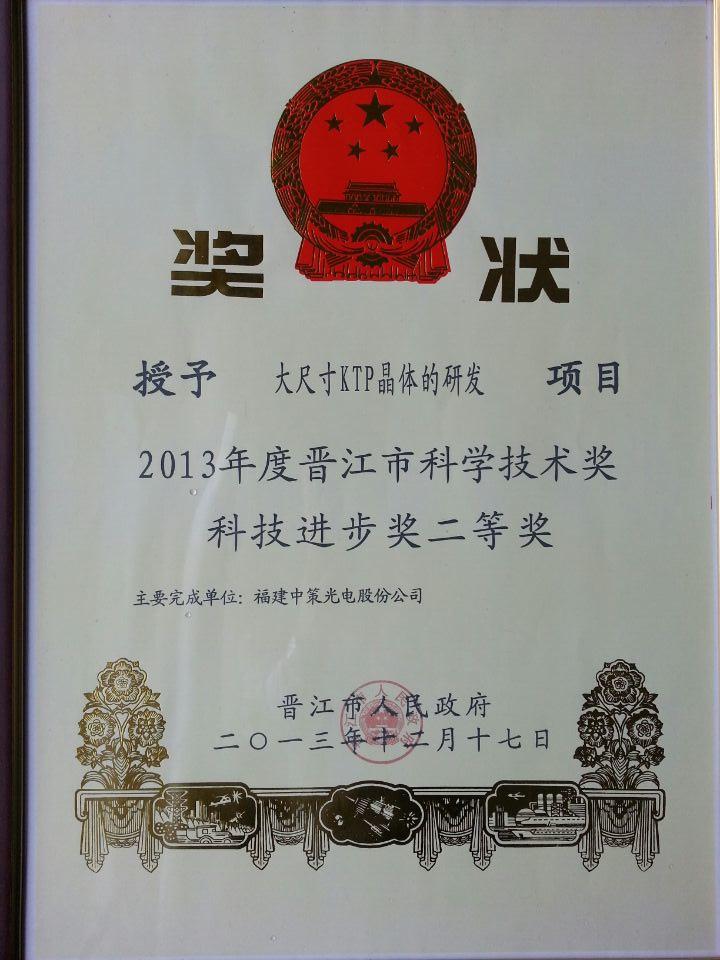 奖状
授予 大尺寸KTP晶体的研发 项目
2013年度晋江市科学技术奖
科技进步奖二等奖
主要完成单位：福建中策光电股份公司
晋江市人民政府
二〇一三年十二月十七日